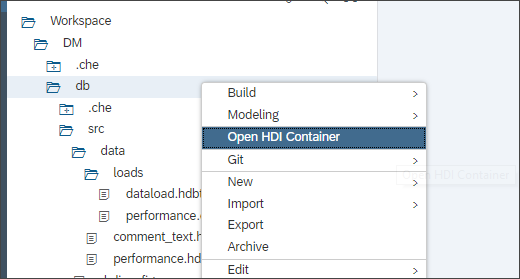 Workspace
DM
.che
db
.che
src
data
loads
dataload.hdbt
performance.
comment_text.h
performance.hd
Build
Modeling
Open HDI Container
Git
New
Import
Export
Archive
Edit
Open HDI Container